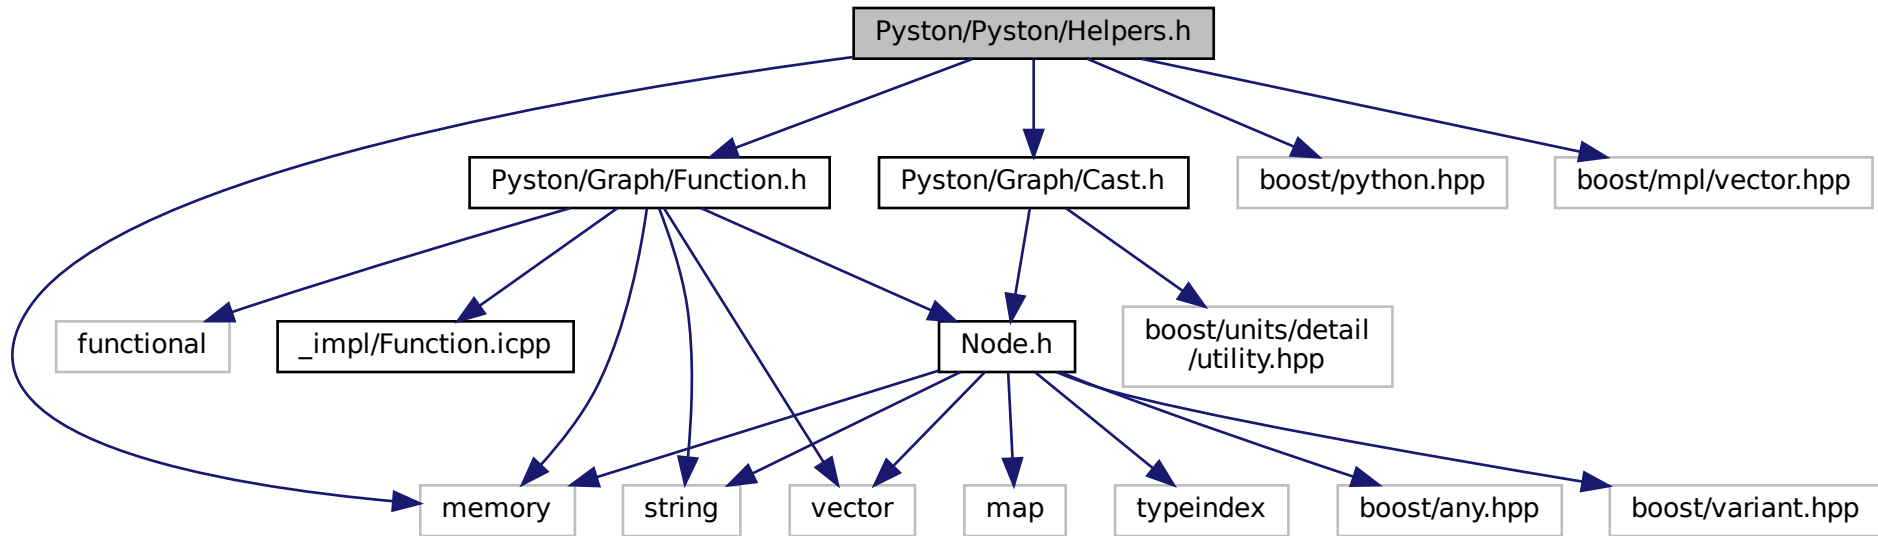 Pyston/Pyston/Helpers.h
Pyston/Graph/Function.h
Pyston/Graph/Cast.h
boost/python.hpp
boost/mpl/vector.hpp
functional
_impl/Function.icpp
Node.h
boost/units/detail
/utility.hpp
memory
string
vector
map
typeindex
boost/any.hpp
boost/variant.hpp